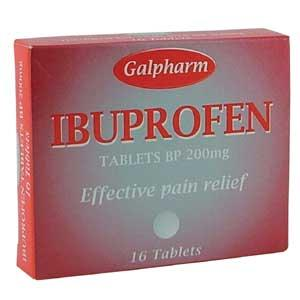 Galpharm
IBUPROFEN
TABLETS BP 200mg
Effective pain relief
16 Tablets
IBUPROFEN
TABLETS BP 200mg
16 Tablets